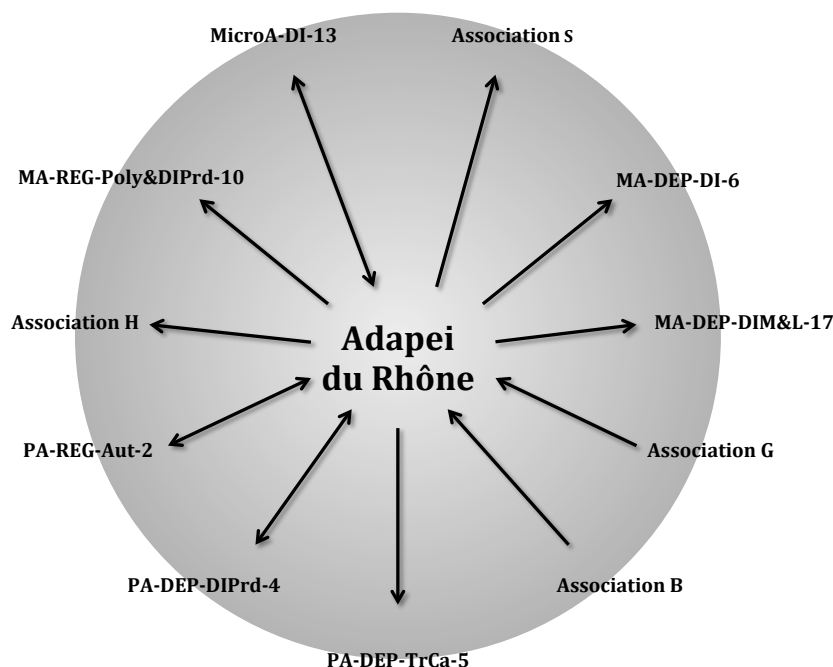 MicroA-DI-13
Association S
MA-REG-Poly&DIPrd-10
MA-DEP-DI-6
Association H
Adapei
du Rhône
MA-DEP-DIM&L-17
PA-REG-Aut-2
Association G
PA-DEP-DIPrd-4
Association B
PA-DEP-TrCa-5